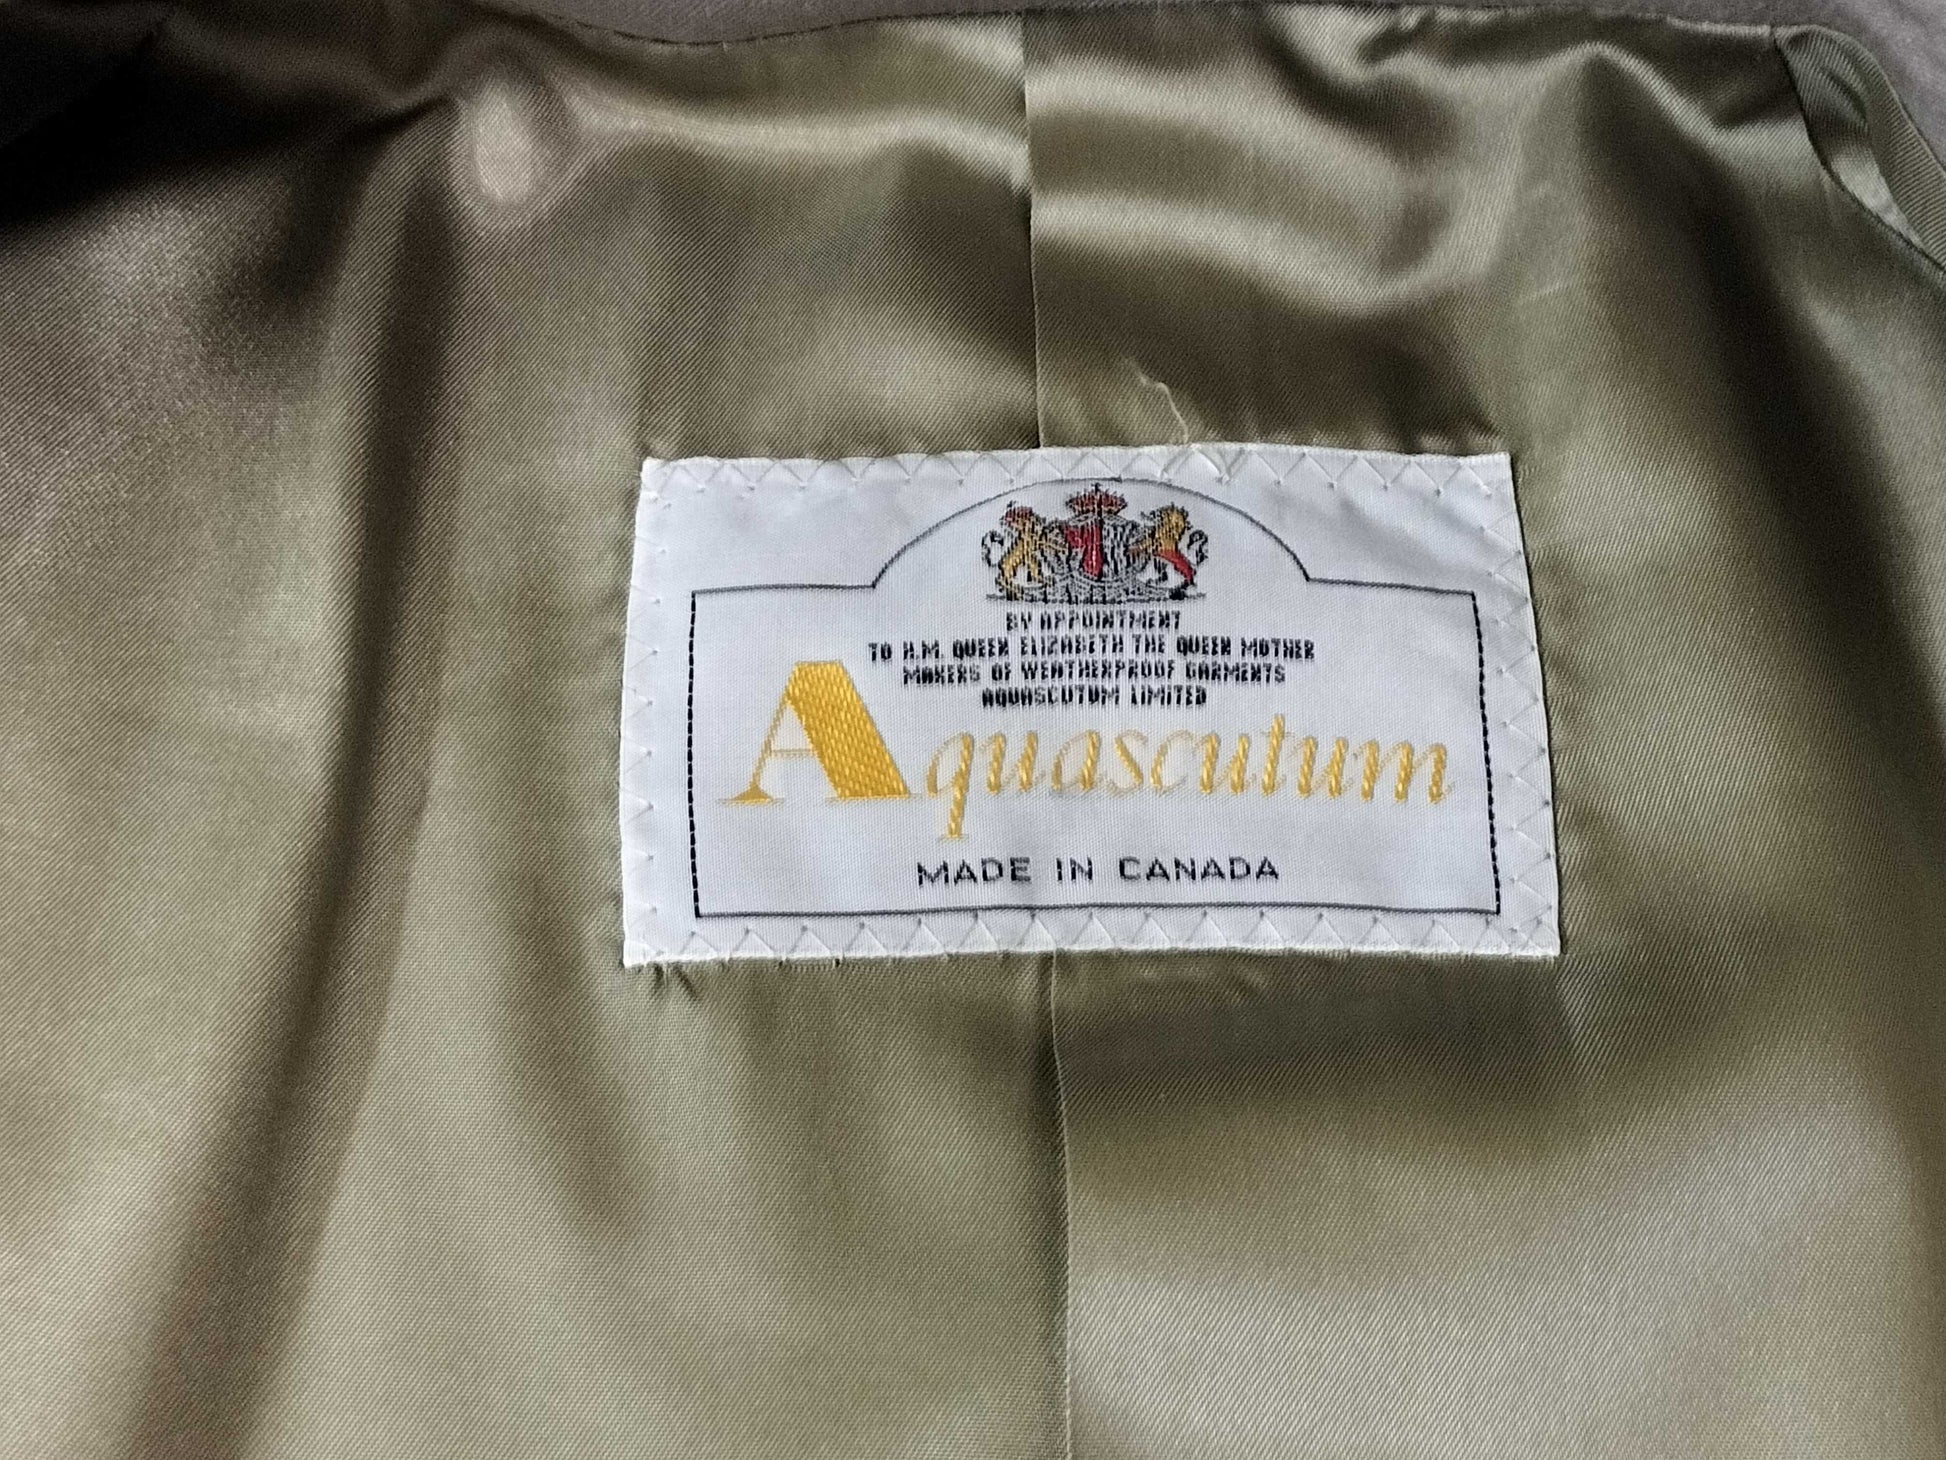 BY APPOINTMENT
TO H.M. QUEEN ELIZABETH THE QUEEN MOTHER
MAKERS OF WEATHERPROOF GARMENTS
AQUASCUTUM LIMITED
Aquascutum
MADE IN CANADA